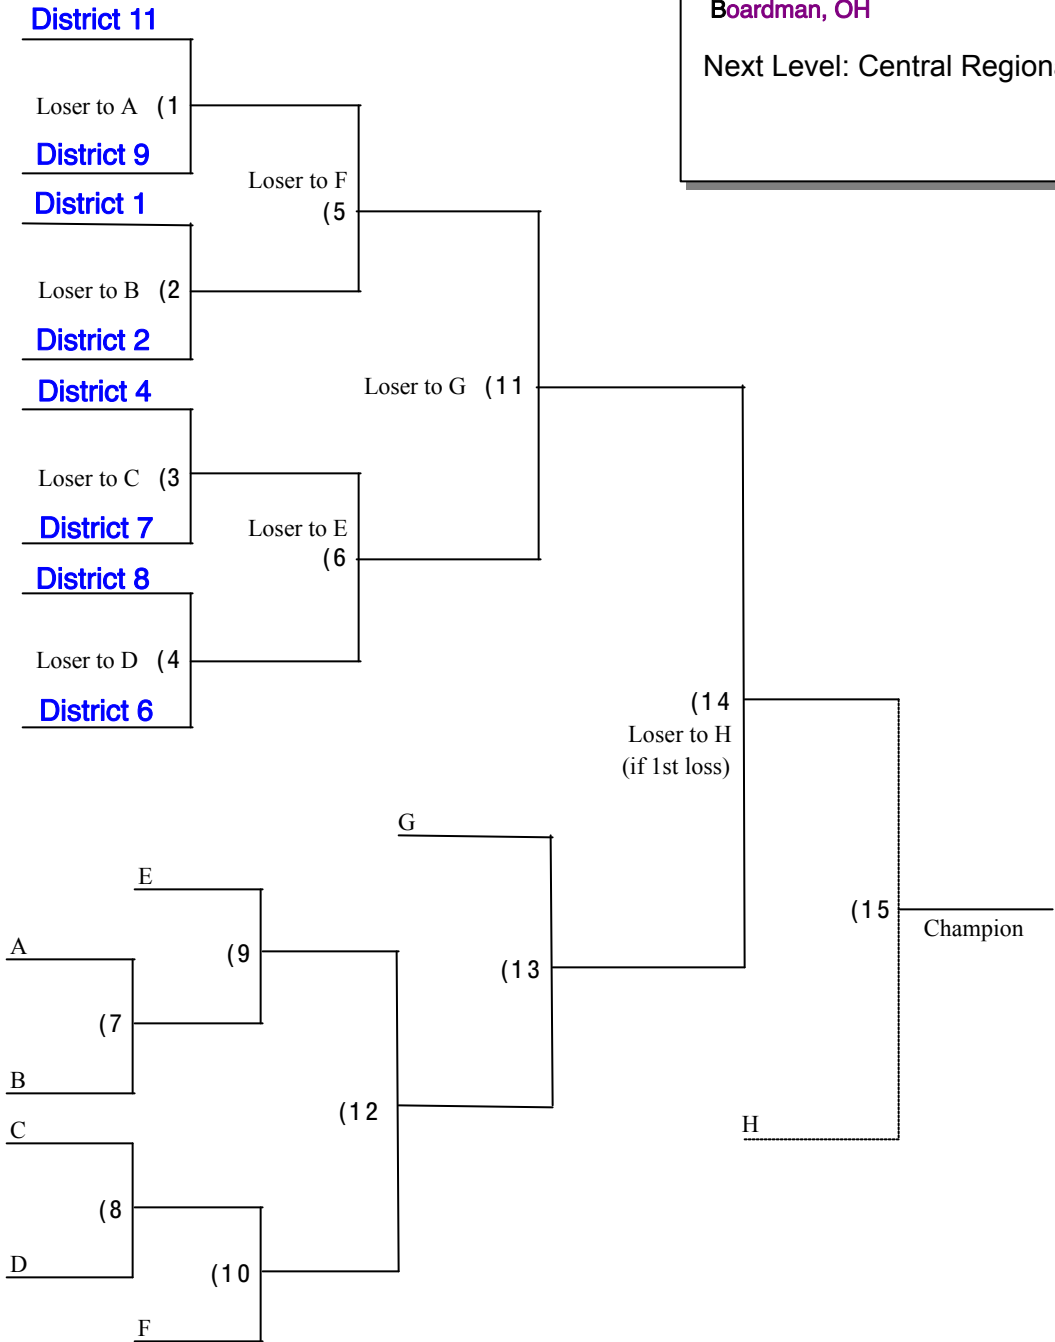 District 11
Boardman, OH
Next Level: Central Regiona
Loser to A (1
District 9
Loser to F
(5
District 1
Loser to B (2
District 2
District 4
Loser to G (11
Loser to C (3
District 7
Loser to E
(6
District 8
Loser to D (4
District 6
(14
Loser to H
(if 1st loss)
G
E
(9
A
(13
(15
Champion
(7
B
(12
C
H
(8
D
(10
F